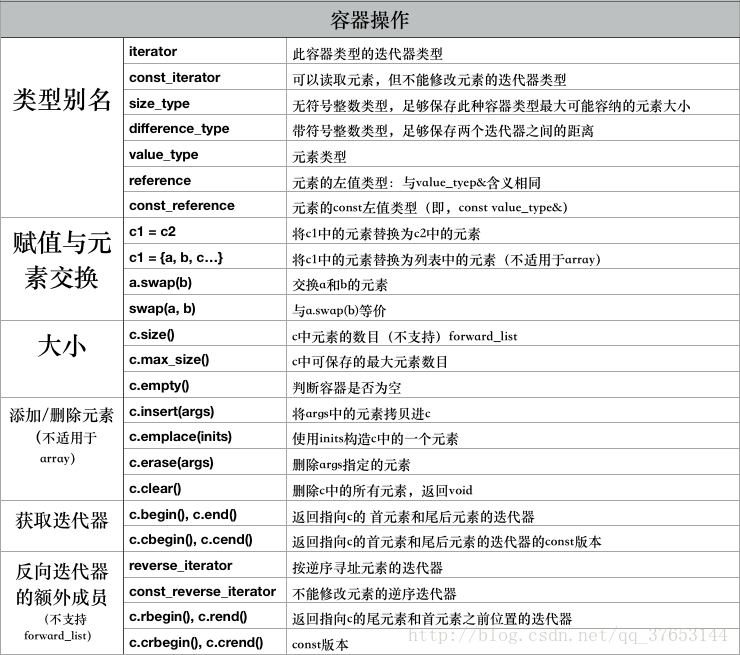 容器操作
类型别名
iterator 此容器类型的迭代器类型
const_iterator 可以读取元素，但不能修改元素的迭代器类型
size_type 无符号整数类型，足够保存此种容器类型最大可能容纳的元素大小
difference_type 带符号整数类型，足够保存两个迭代器之间的距离
value_type 元素类型
reference 元素的左值类型：与value_tyep&含义相同
const_reference 元素的const左值类型（即，const value_type&）
赋值与元
素交换
c1 = c2 将c1中的元素替换为c2中的元素
c1 = {a, b, c…} 将c1中的元素替换为列表中的元素（不适用于array）
a.swap(b) 交换a和b的元素
swap(a, b) 与a.swap(b)等价
大小
c.size() c中元素的数目（不支持）forward_list
c.max_size() c中可保存的最大元素数目
c.empty() 判断容器是否为空
添加/删除元素
（不适用于
array）
c.insert(args) 将args中的元素拷贝进c
c.emplace(inits) 使用inits构造c中的一个元素
c.erase(args) 删除args指定的元素
c.clear() 删除c中的所有元素，返回void
获取迭代器
c.begin(), c.end() 返回指向c的 首元素和尾后元素的迭代器
c.cbegin(), c.cend() 返回指向c的首元素和尾后元素的迭代器的const版本
反向迭代器
的额外成员
（不支持
forward_list）
reverse_iterator 按逆序寻址元素的迭代器
const_reverse_iterator 不能修改元素的逆序迭代器
c.rbegin(), c.rend() 返回指向c的尾元素和首元素之前位置的迭代器
c.crbegin(), c.crend() const版本
http://blog.csdn.net/qq_37653144